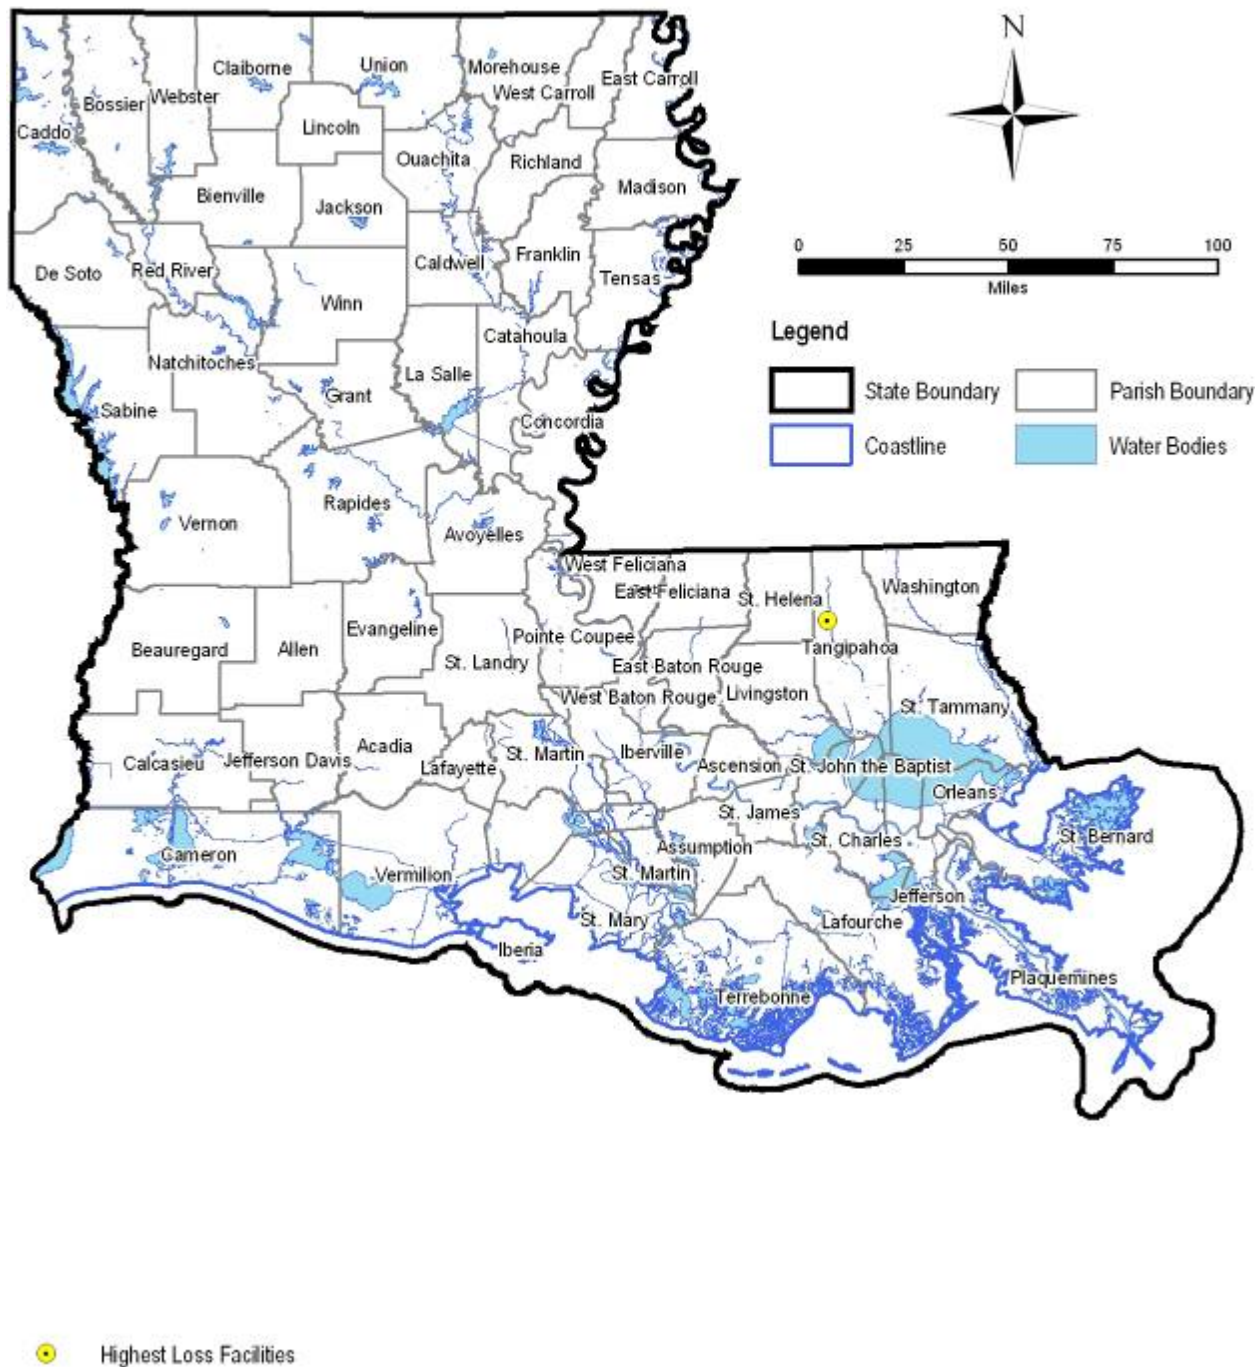 N
Claiborne
Union
Morehouse
East Carroll
West Carroll
Bossier
Webster
Caddo
Lincoln
Ouachita
Richland
Madison
Bienville
Jackson
0 25 50 75 100
Miles
De Soto
Red River
Caldwell
Franklin
Tensas
Winn
Legend
Catahoula
Natchitoches
La Salle
State Boundary
Parish Boundary
Grant
Sabine
Concordia
Coastline
Water Bodies
Rapides
Vernon
Avoyelles
West Feliciana
East Feliciana
St. Helena
Washington
Evangeline
Pointe Coupee
Beauregard
Allen
Tangipahoa
St. Landry
East Baton Rouge
West Baton Rouge
Livingston
St. Tammany
Acadia
St. Martin
Iberville
Calcasieu
Jefferson Davis
Lafayette
Ascension
St. John the Baptist
Orleans
St. James
St. Charles
St. Bernard
Cameron
Assumption
Vermilion
St. Martin
Jefferson
St. Mary
Lafourche
Iberia
Plaquemines
Terrebonne
Highest Loss Facilities